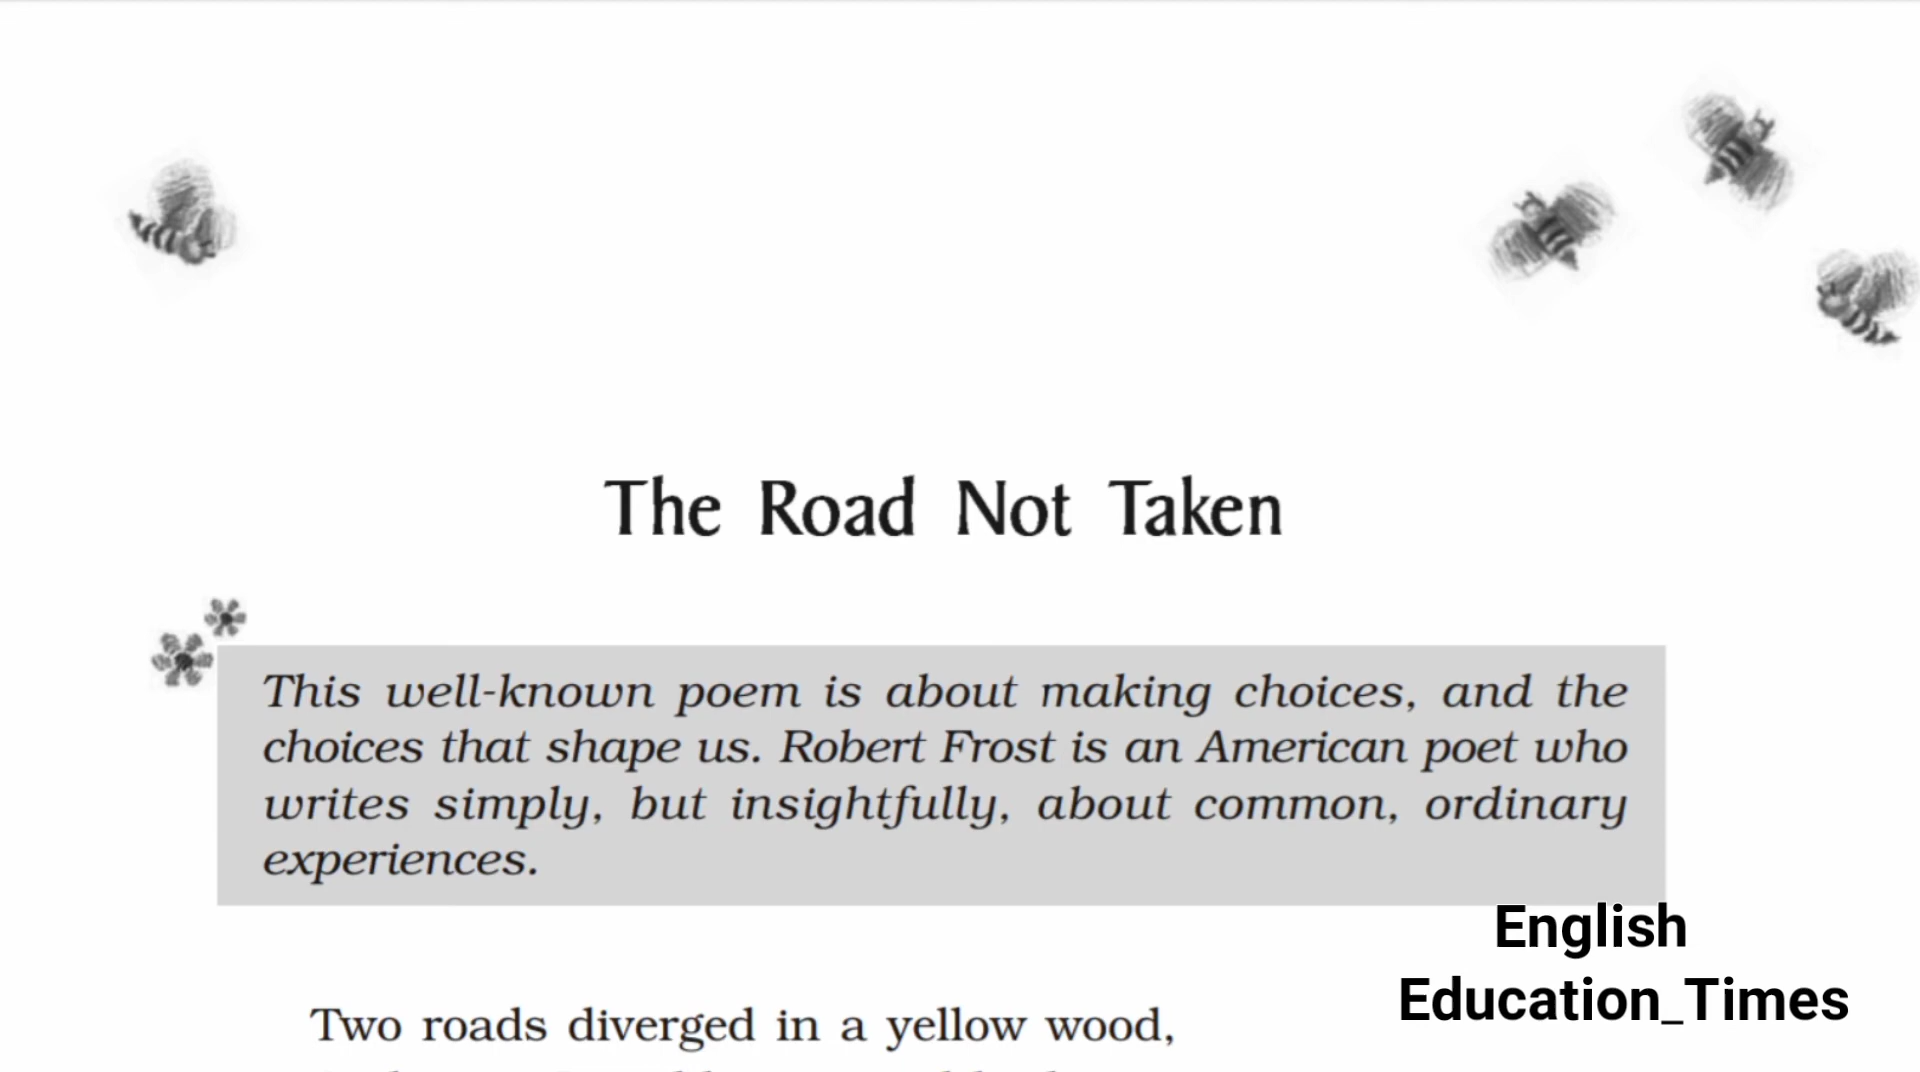 The Road Not Taken
This well-known poem is about making choices, and the
choices that shape us. Robert Frost is an American poet who
writes simply, but insightfully, about common, ordinary
experiences.
English
Education_Times
Two roads diverged in a yellow wood,